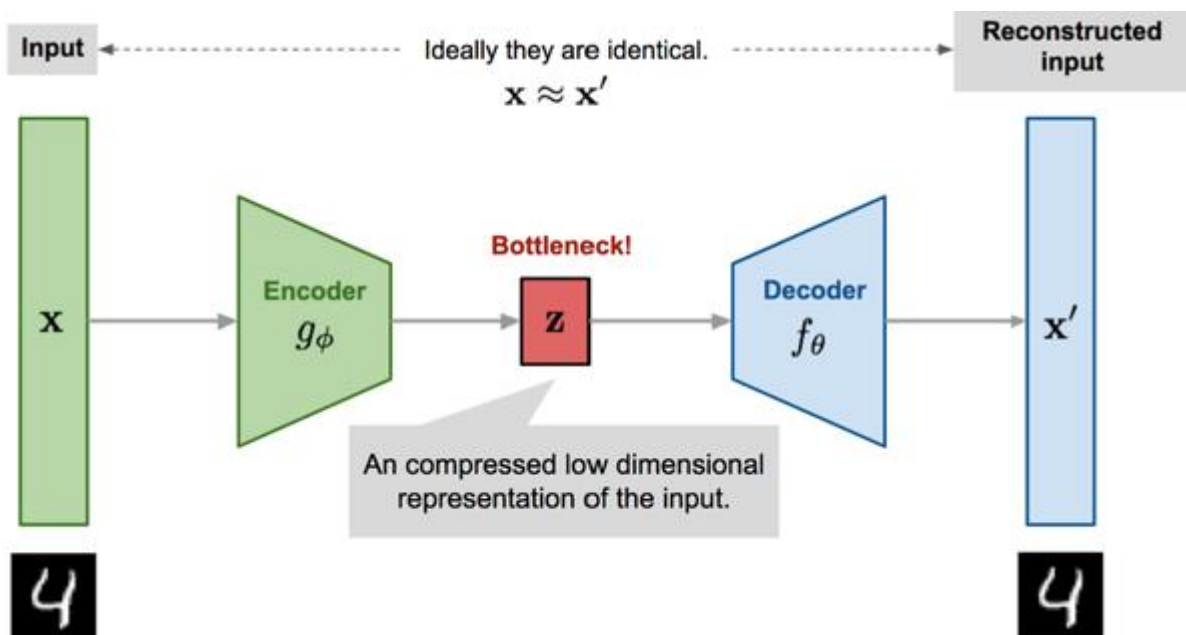 Input
Ideally they are identical.
x ≈ x′
Reconstructed
input
Bottleneck!
x
Encoder
gϕ
z
Decoder
fθ
x′
An compressed low dimensional
representation of the input.
4
4